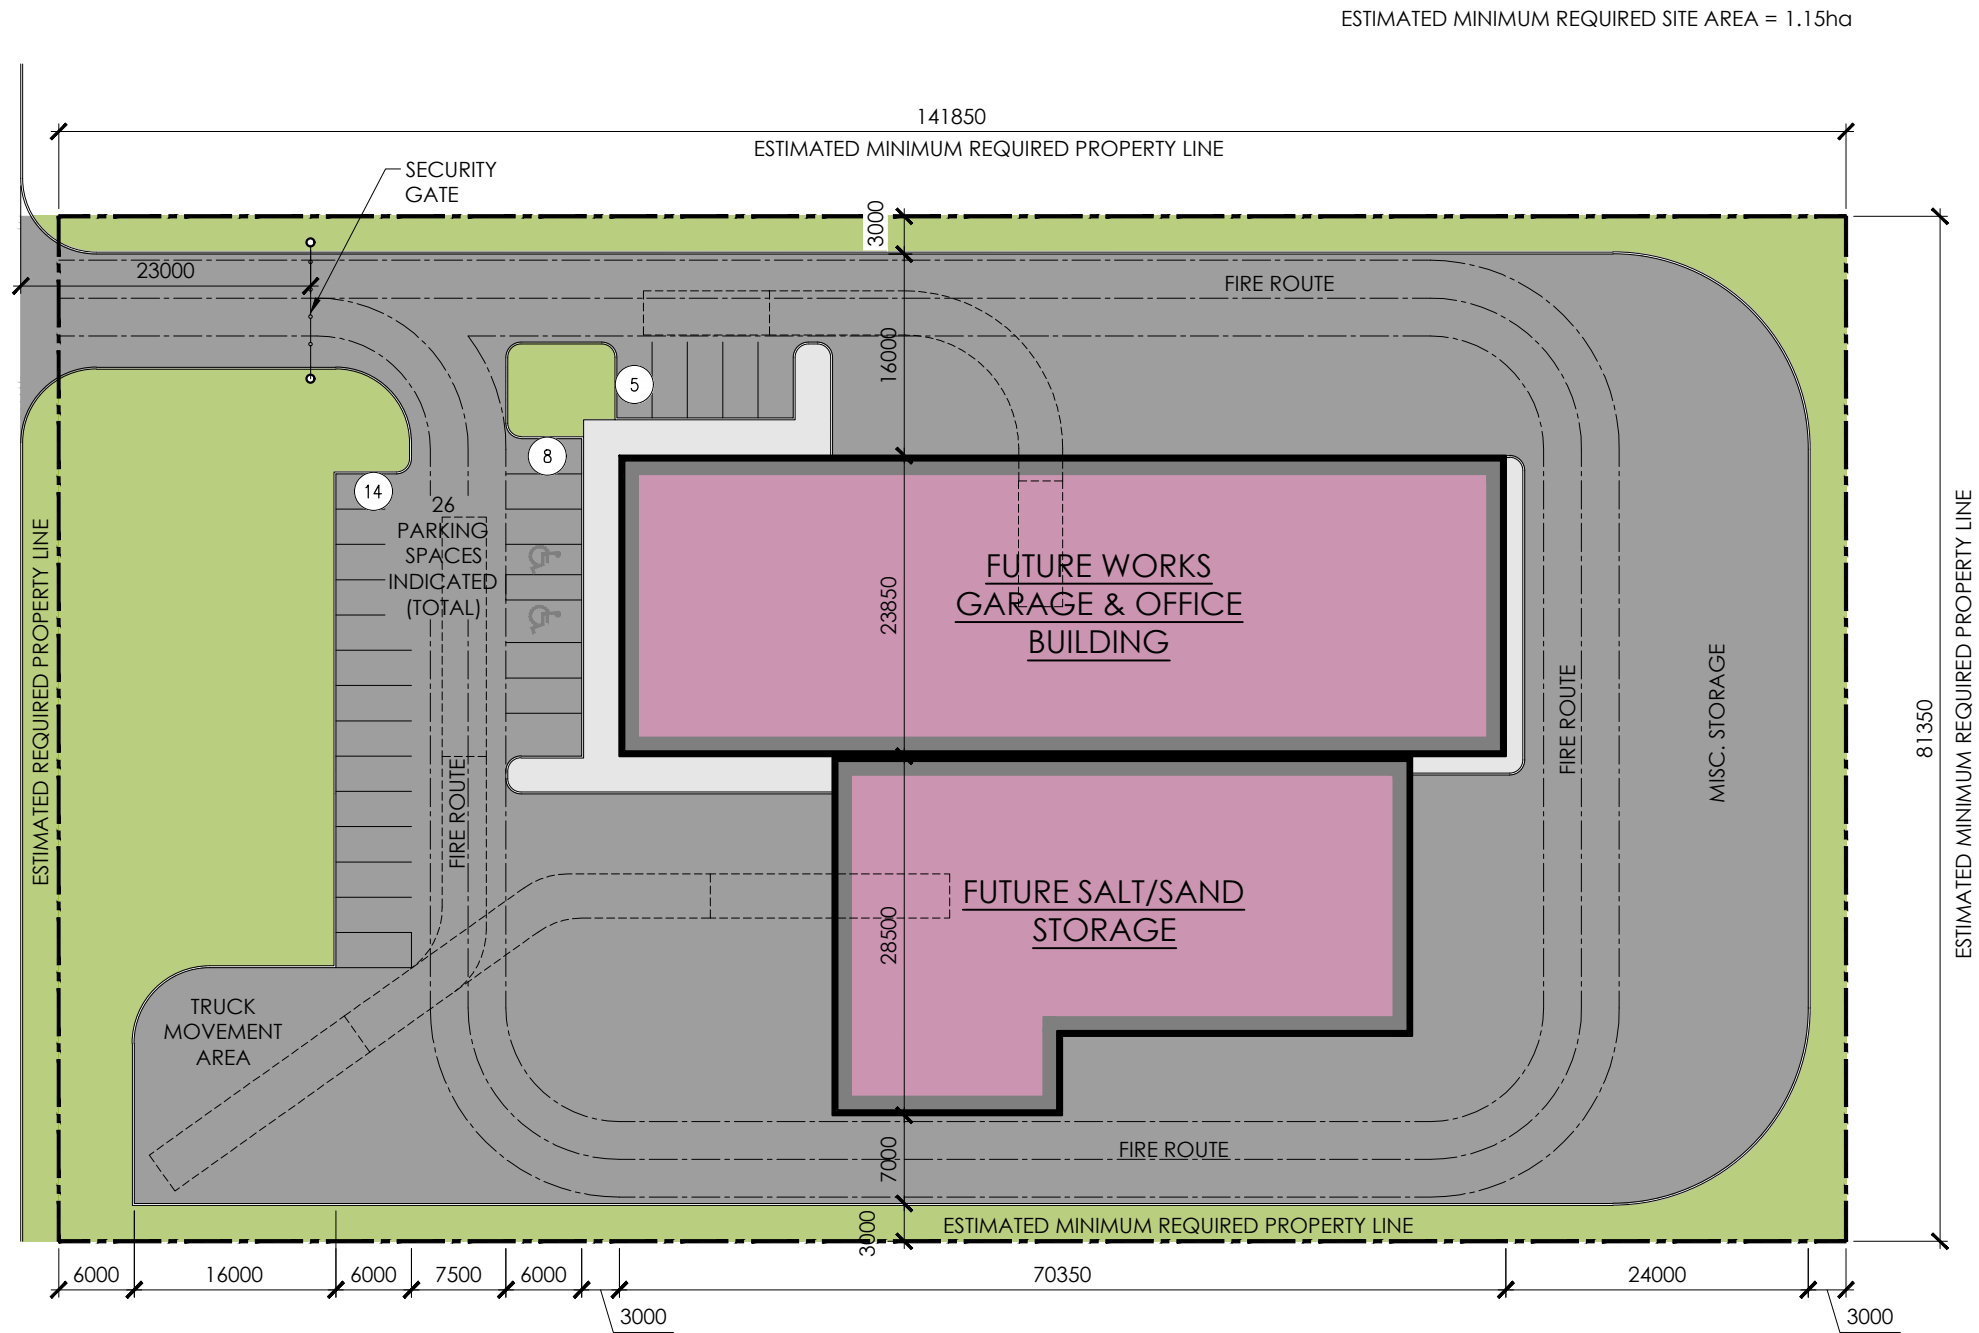 ESTIMATED MINIMUM REQUIRED SITE AREA = 1.15ha
141850
ESTIMATED MINIMUM REQUIRED PROPERTY LINE
SECURITY
GATE
3000
23000
FIRE ROUTE
16000
5
8
14
26
PARKING
SPACES
INDICATED
(TOTAL)
ESTIMATED REQUIRED PROPERTY LINE
FUTURE WORKS
GARAGE & OFFICE
BUILDING
23850
FIRE ROUTE
MISC. STORAGE
81350
ESTIMATED MINIMUM REQUIRED PROPERTY LINE
FIRE ROUTE
FUTURE SALT/SAND
STORAGE
28500
TRUCK
MOVEMENT
AREA
7000
FIRE ROUTE
3000
ESTIMATED MINIMUM REQUIRED PROPERTY LINE
6000
16000
6000
7500
6000
3000
70350
24000
3000